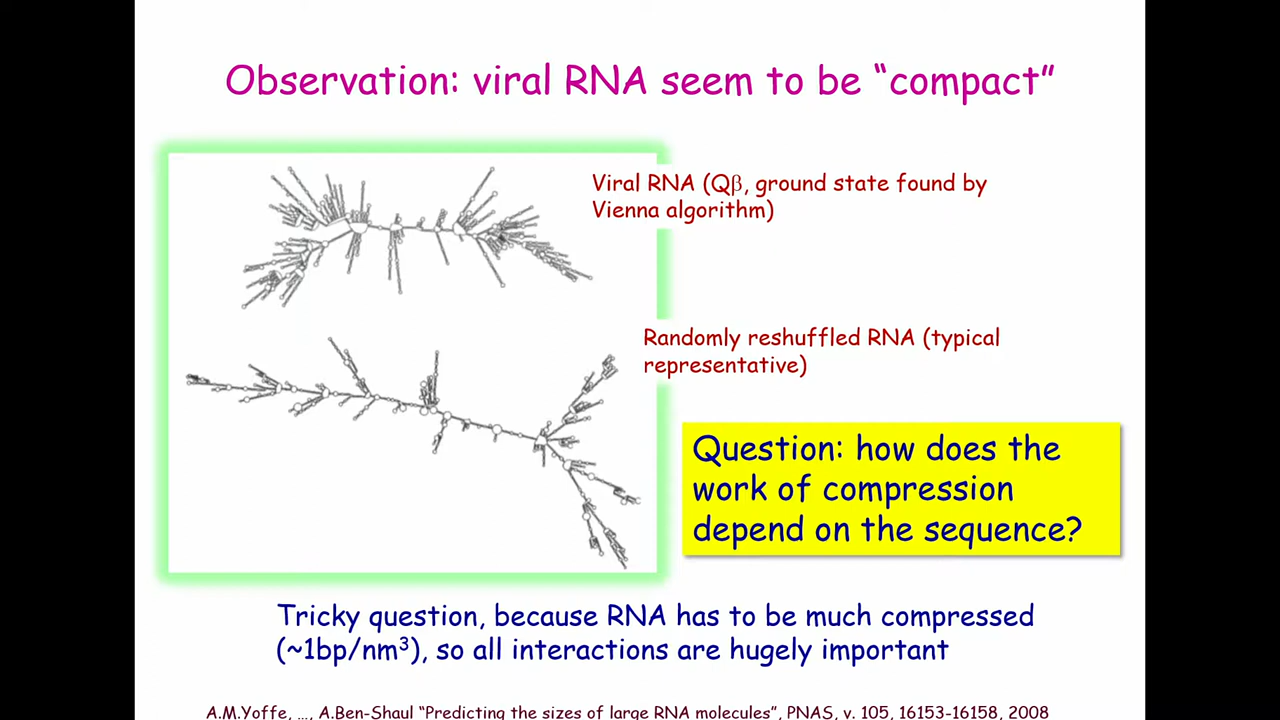 Observation: viral RNA seem to be “compact”
Viral RNA (Qβ, ground state found by
Vienna algorithm)
Randomly reshuffled RNA (typical
representative)
Question: how does the
work of compression
depend on the sequence?
Tricky question, because RNA has to be much compressed
(~1bp/nm³), so all interactions are hugely important
A.M.Yoffe, …, A.Ben-Shaul “Predicting the sizes of large RNA molecules”, PNAS, v. 105, 16153-16158, 2008